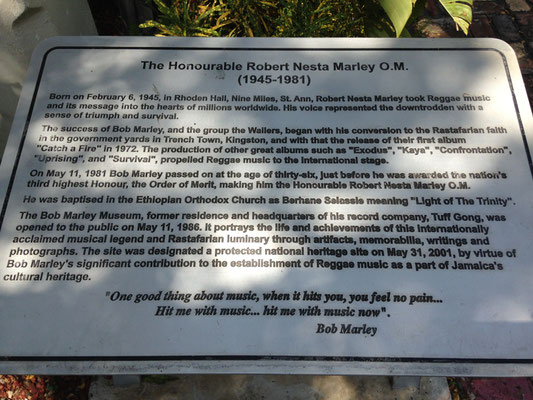 The Honourable Robert Nesta Marley O.M.
(1945-1981)
Born on February 6, 1945, in Rhoden Hall, Nine Miles, St. Ann, Robert Nesta Marley took Reggae music
and its message into the hearts of millions worldwide. His voice represented the downtrodden with a
sense of triumph and survival.
The success of Bob Marley, and the group the Wailers, began with his conversion to the Rastafarian faith
in the government yards in Trench Town, Kingston, and with that the release of their first album
"Catch a Fire" in 1972. The production of other great albums such as "Exodus", "Kaya", "Confrontation",
"Uprising", and "Survival", propelled Reggae music to the international stage.
On May 11, 1981 Bob Marley passed on at the age of thirty-six, just before he was awarded the nation's
third highest Honour, the Order of Merit, making him the Honourable Robert Nesta Marley O.M.
He was baptised in the Ethiopian Orthodox Church as Berhane Selassie meaning "Light of The Trinity".
The Bob Marley Museum, former residence and headquarters of his record company, Tuff Gong, was
opened to the public on May 11, 1986. It portrays the life and achievements of this internationally
acclaimed musical legend and Rastafarian luminary through artifacts, memorabilia, writings and
photographs. The site was designated a protected national heritage site on May 31, 2001, by virtue of
Bob Marley's significant contribution to the establishment of Reggae music as a part of Jamaica's
cultural heritage.
"One good thing about music, when it hits you, you feel no pain...
Hit me with music... hit me with music now".
Bob Marley